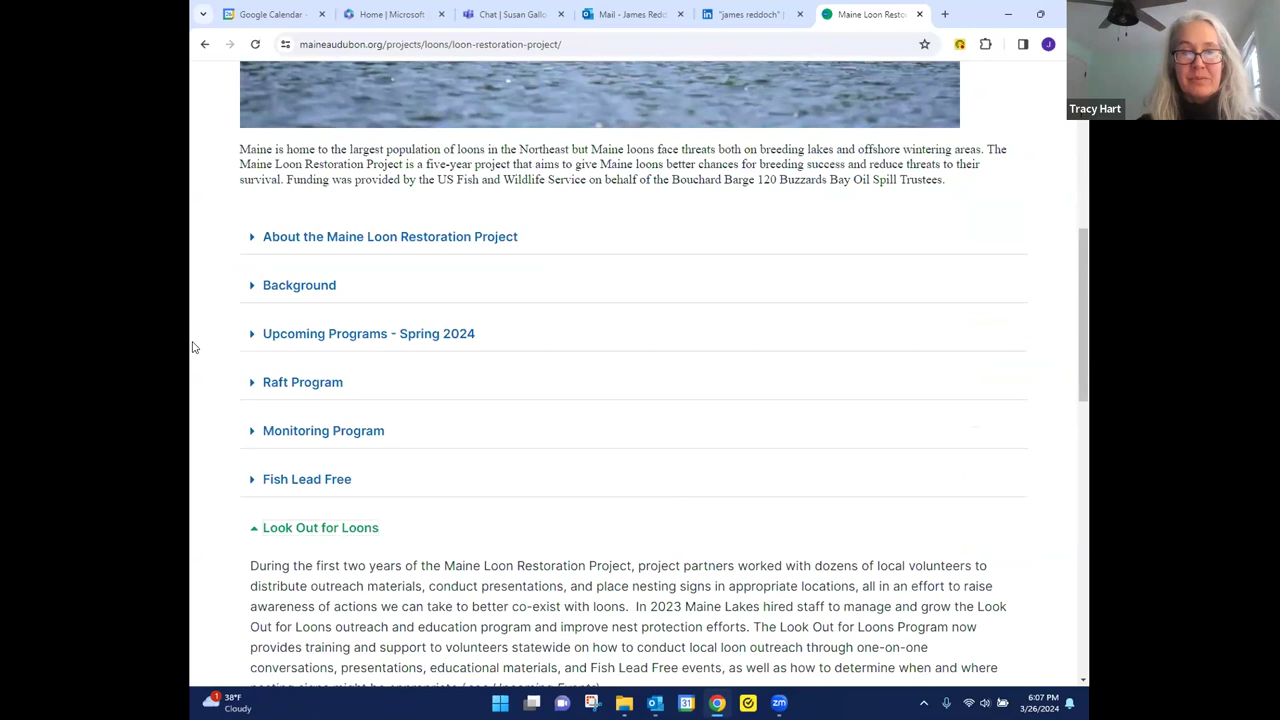 Google Calendar -
Home | Microsoft
Chat | Susan Gallo
Mail - James Redd
"james reddoch" |
Maine Loon Resto
maineaudubon.org/projects/loons/loon-restoration-project/
J
Tracy Hart
Maine is home to the largest population of loons in the Northeast but Maine loons face threats both on breeding lakes and offshore wintering areas. The
Maine Loon Restoration Project is a five-year project that aims to give Maine loons better chances for breeding success and reduce threats to their
survival. Funding was provided by the US Fish and Wildlife Service on behalf of the Bouchard Barge 120 Buzzards Bay Oil Spill Trustees.
About the Maine Loon Restoration Project
Background
Upcoming Programs - Spring 2024
Raft Program
Monitoring Program
Fish Lead Free
Look Out for Loons
During the first two years of the Maine Loon Restoration Project, project partners worked with dozens of local volunteers to
distribute outreach materials, conduct presentations, and place nesting signs in appropriate locations, all in an effort to raise
awareness of actions we can take to better co-exist with loons. In 2023 Maine Lakes hired staff to manage and grow the Look
Out for Loons outreach and education program and improve nest protection efforts. The Look Out for Loons Program now
provides training and support to volunteers statewide on how to conduct local loon outreach through one-on-one
conversations, presentations, educational materials, and Fish Lead Free events, as well as how to determine when and where
1
38°F
Cloudy
31
zm
6:07 PM
3/26/2024